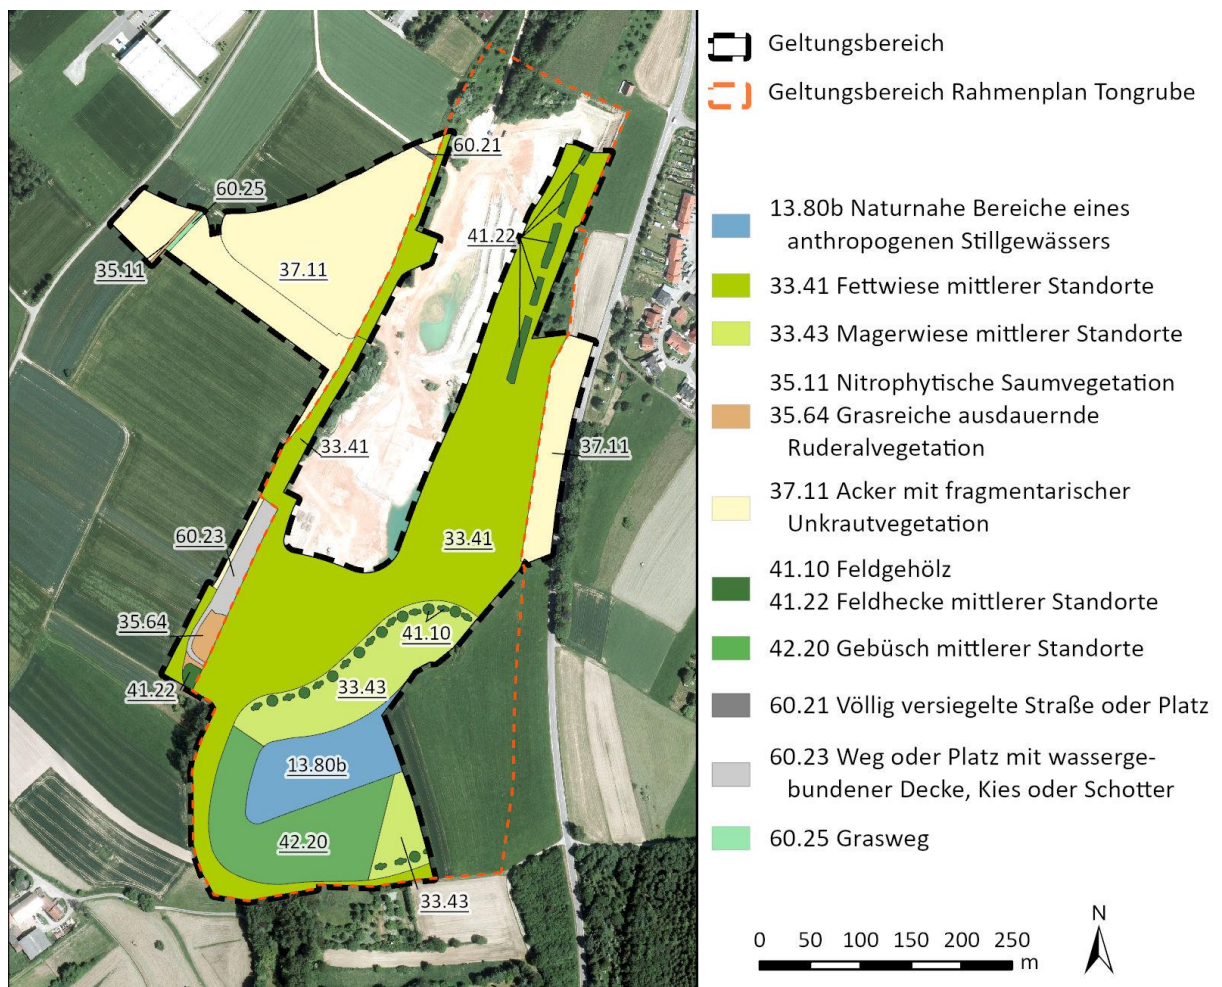 60.21
60.25
41.22
35.11
37.11
33.41
37.11
60.23
33.41
35.64
41.10
41.22
33.43
13.80b
42.20
33.43
Geltungsbereich
Geltungsbereich Rahmenplan Tongrube
13.80b Naturnahe Bereiche eines
anthropogenen Stillgewässers
33.41 Fettwiese mittlerer Standorte
33.43 Magerwiese mittlerer Standorte
35.11 Nitrophytische Saumvegetation
35.64 Grasreiche ausdauernde
Ruderalvegetation
37.11 Acker mit fragmentarischer
Unkrautvegetation
41.10 Feldgehölz
41.22 Feldhecke mittlerer Standorte
42.20 Gebüsch mittlerer Standorte
60.21 Völlig versiegelte Straße oder Platz
60.23 Weg oder Platz mit wasserge-
bundener Decke, Kies oder Schotter
60.25 Grasweg
N
0 50 100 150 200 250
m